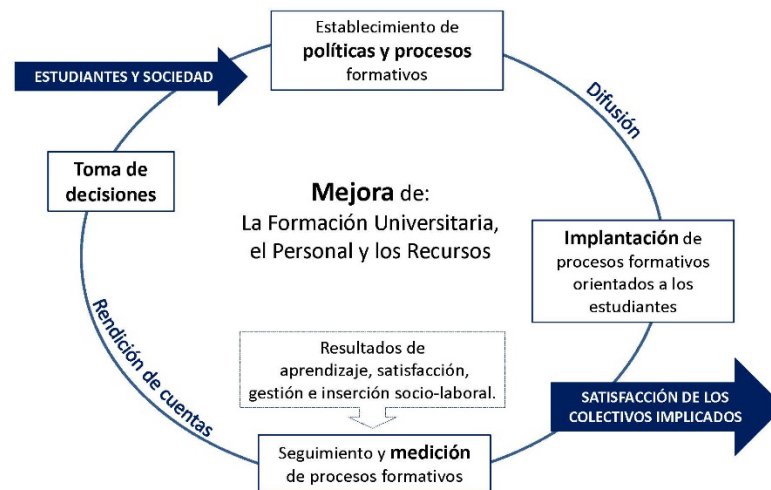 Establecimiento de
políticas y procesos
formativos
ESTUDIANTES Y SOCIEDAD
Difusión
Toma de
decisiones
Mejora de:
La Formación Universitaria,
el Personal y los Recursos
Implantación de
procesos formativos
orientados a los
estudiantes
Rendición de cuentas
Resultados de
aprendizaje, satisfacción,
gestión e inserción socio-laboral.
SATISFACCIÓN DE LOS
COLECTIVOS IMPLICADOS
Seguimiento y medición
de procesos formativos